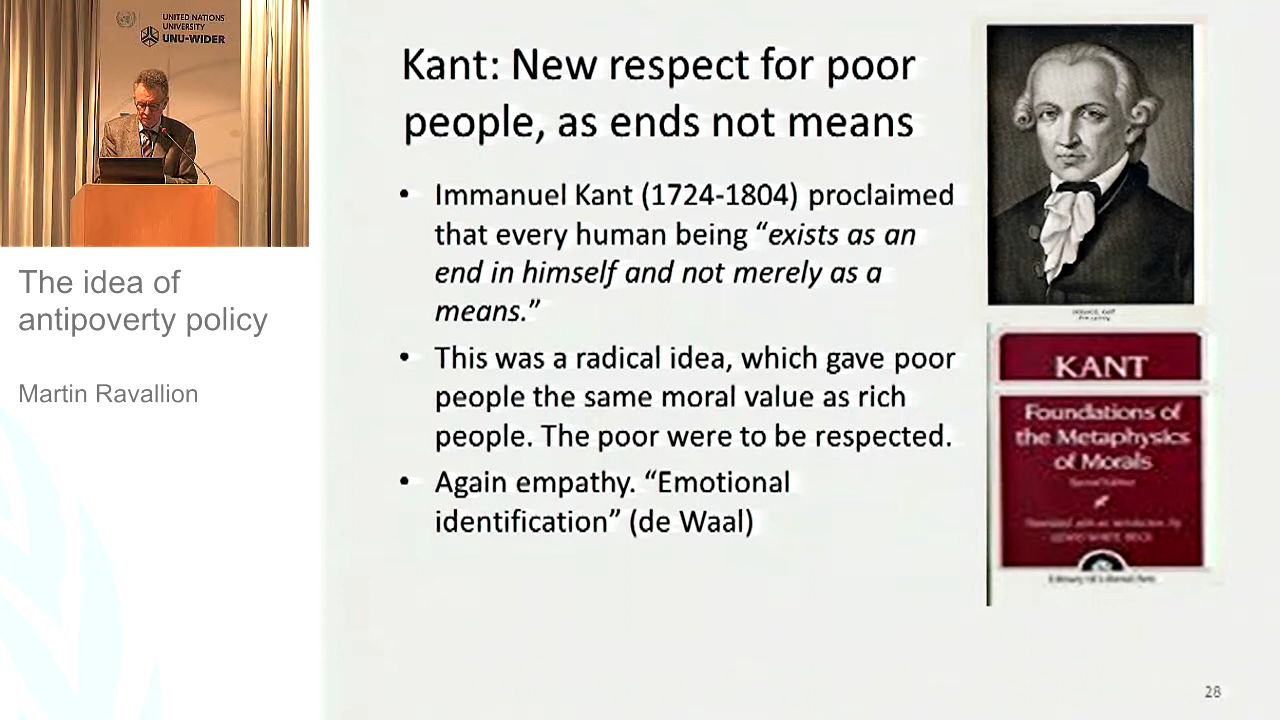 UNITED NATIONS
UNIVERSITY
UNU-WIDER
The idea of
antipoverty policy
Martin Ravallion
Kant: New respect for poor
people, as ends not means
• Immanuel Kant (1724-1804) proclaimed
that every human being “exists as an
end in himself and not merely as a
means.”
• This was a radical idea, which gave poor
people the same moral value as rich
people. The poor were to be respected.
• Again empathy. “Emotional
identification” (de Waal)
KANT
Foundations of
the Metaphysics
of Morals
28